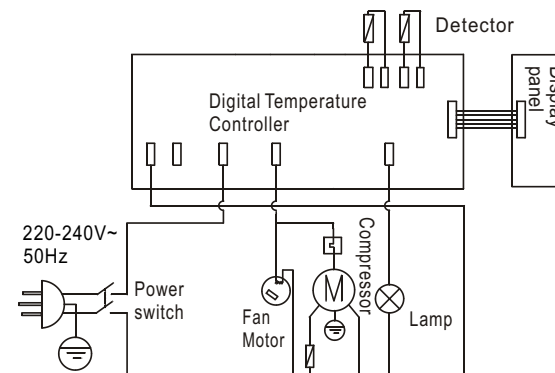 Detector
Display
panel
Digital Temperature
Controller
220-240V~
50Hz
Power
switch
Compressor
M
Fan
Motor
Lamp